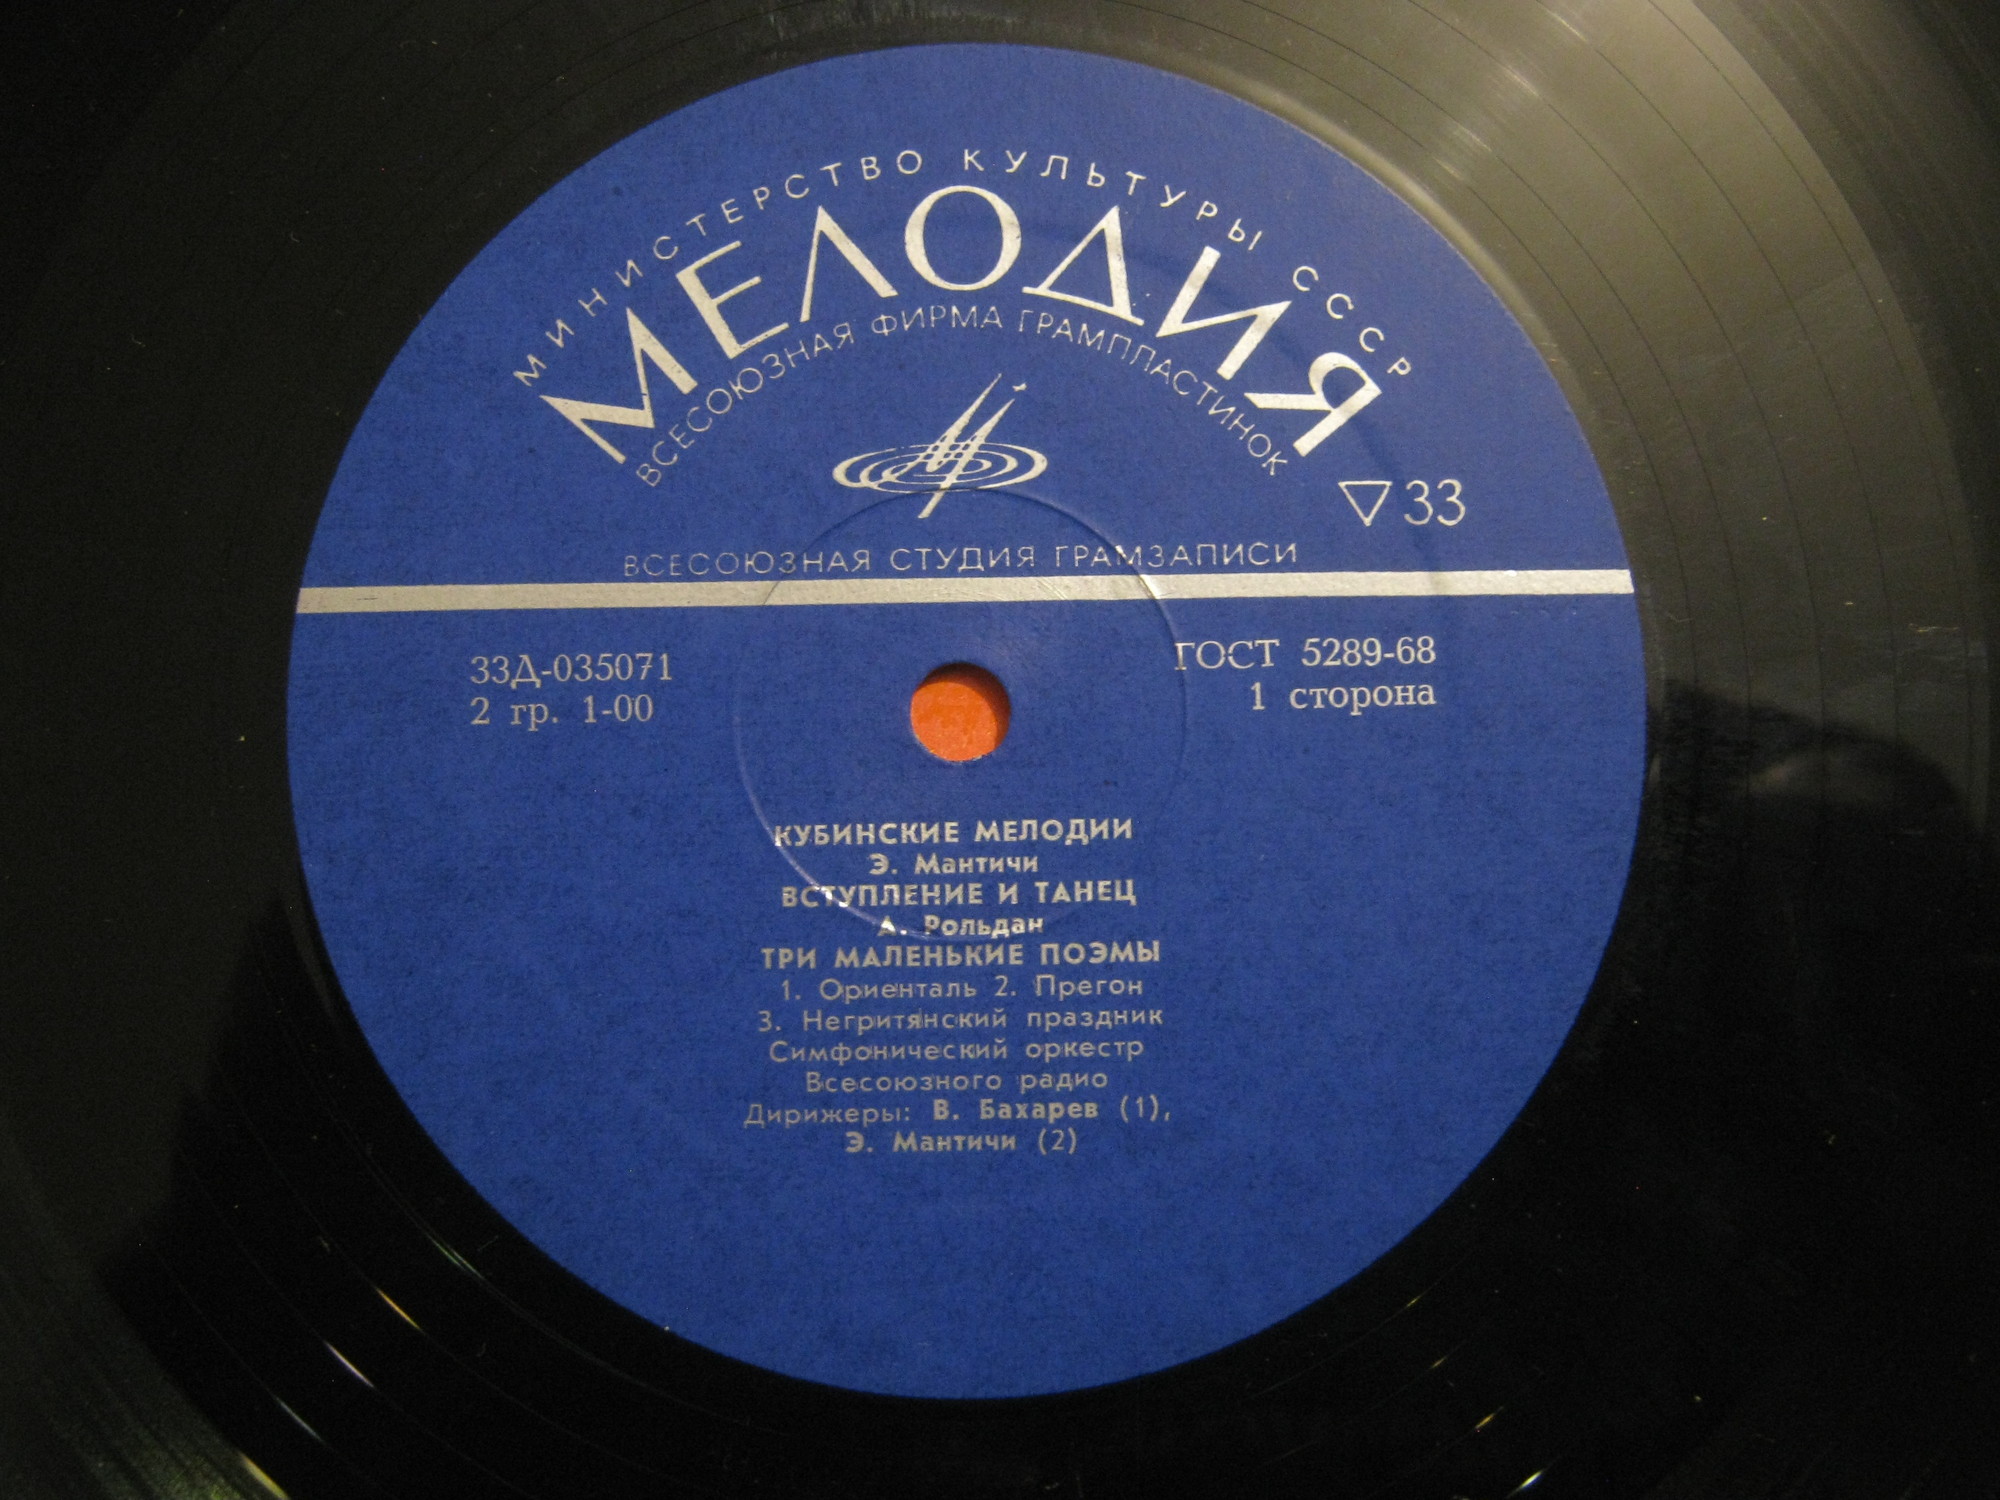 МИНИСТЕРСТВО КУЛЬТУРЫ СССР
МЕЛОДИЯ
ВСЕСОЮЗНАЯ ФИРМА ГРАМПЛАСТИНОК
▽33
ВСЕСОЮЗНАЯ СТУДИЯ ГРАМЗАПИСИ
33Д-035071
2 гр. 1-00
ГОСТ 5289-68
1 сторона
КУБИНСКИЕ МЕЛОДИИ
Э. Мантичи
ВСТУПЛЕНИЕ И ТАНЕЦ
А. Рольдан
ТРИ МАЛЕНЬКИЕ ПОЭМЫ
1. Ориенталь 2. Прегон
3. Негритянский праздник
Симфонический оркестр
Всесоюзного радио
Дирижеры: В. Бахарев (1),
Э. Мантичи (2)